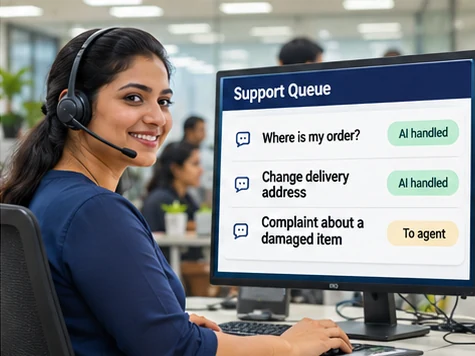 Support Queue
Where is my order?
AI handled
Change delivery
address
AI handled
Complaint about a
damaged item
To agent